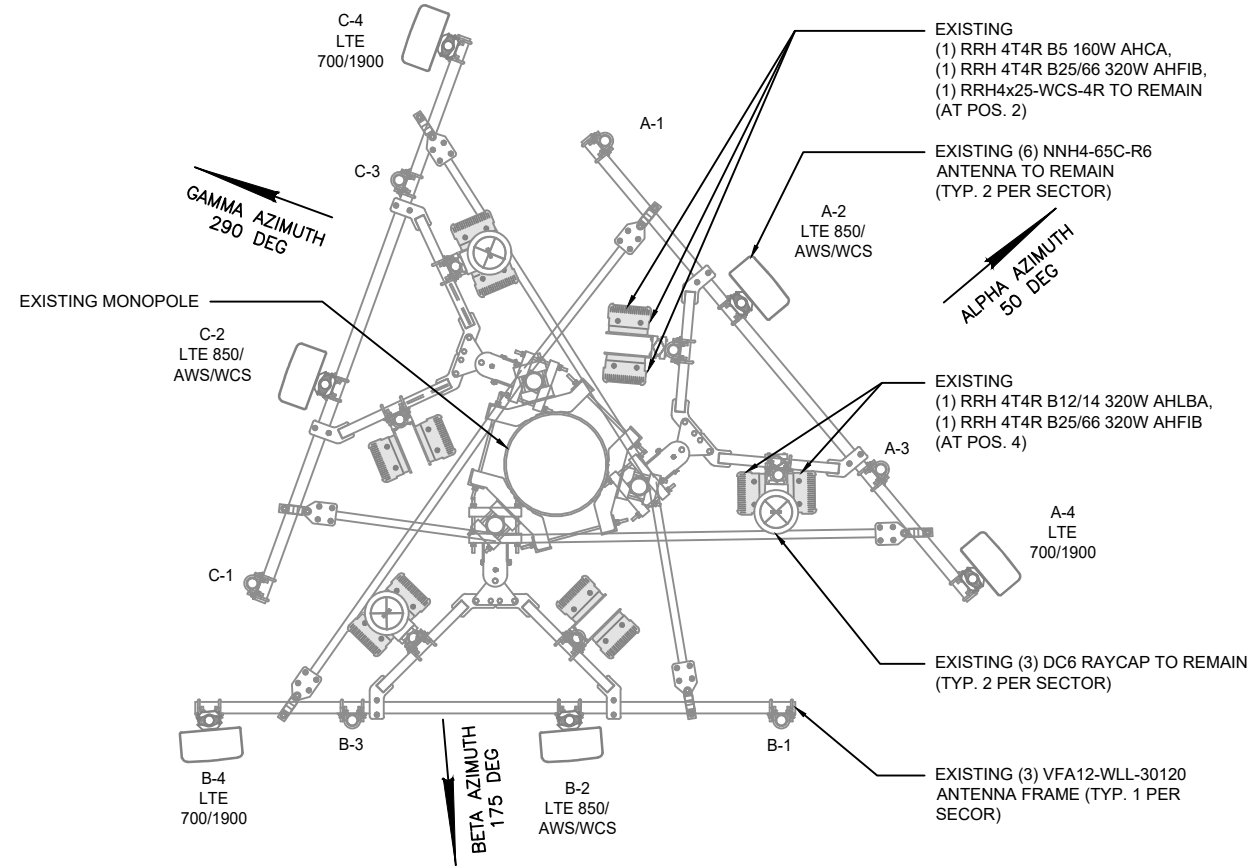 C-4
LTE
700/1900
EXISTING
(1) RRH 4T4R B5 160W AHCA,
(1) RRH 4T4R B25/66 320W AHFIB,
(1) RRH4x25-WCS-4R TO REMAIN
(AT POS. 2)
A-1
EXISTING (6) NNH4-65C-R6
ANTENNA TO REMAIN
(TYP. 2 PER SECTOR)
C-3
GAMMA AZIMUTH
290 DEG
A-2
LTE 850/
AWS/WCS
ALPHA AZIMUTH
50 DEG
EXISTING MONOPOLE
C-2
LTE 850/
AWS/WCS
EXISTING
(1) RRH 4T4R B12/14 320W AHLBA,
(1) RRH 4T4R B25/66 320W AHFIB
(AT POS. 4)
A-3
A-4
LTE
700/1900
C-1
EXISTING (3) DC6 RAYCAP TO REMAIN
(TYP. 2 PER SECTOR)
B-3
B-1
BETA AZIMUTH
175 DEG
B-4
LTE
700/1900
B-2
LTE 850/
AWS/WCS
EXISTING (3) VFA12-WLL-30120
ANTENNA FRAME (TYP. 1 PER
SECOR)